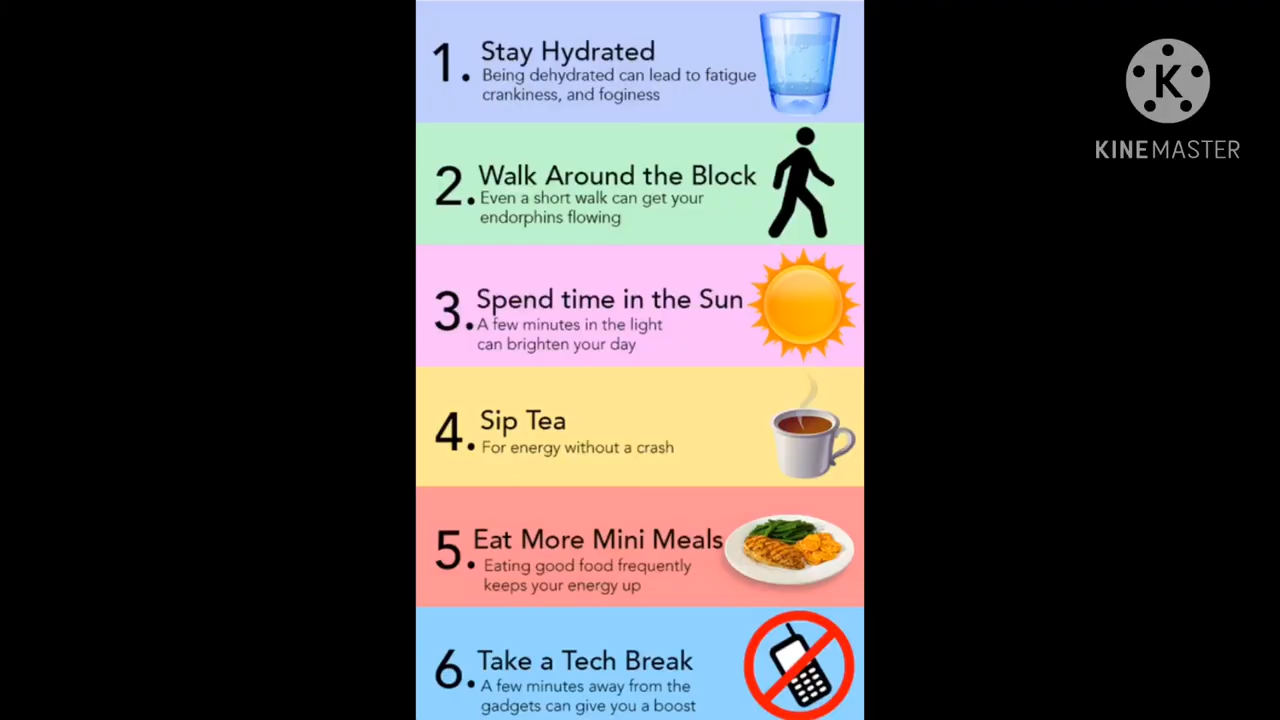 1. Stay Hydrated
Being dehydrated can lead to fatigue
crankiness, and foginess
2. Walk Around the Block
Even a short walk can get your
endorphins flowing
3. Spend time in the Sun
A few minutes in the light
can brighten your day
4. Sip Tea
For energy without a crash
5. Eat More Mini Meals
Eating good food frequently
keeps your energy up
6. Take a Tech Break
A few minutes away from the
gadgets can give you a boost
K
KINEMASTER